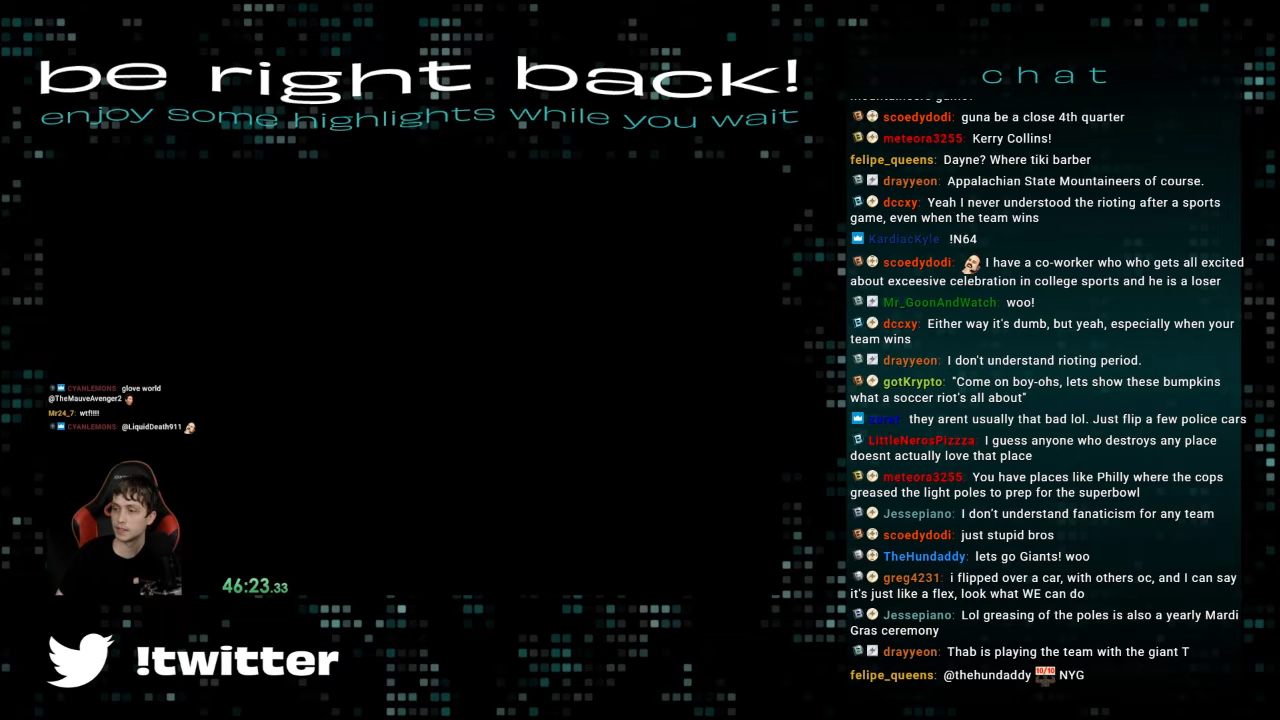 be right back!
enjoy some highlights while you wait
CYANLEMONS glove world
@TheMauveAvenger2
Mr24_7: wtf!!!!
CYANLEMONS @LiquidDeath911
46:23.33
!twitter
chat
scoedydodi: guna be a close 4th quarter
meteora3255: Kerry Collins!
felipe_queens: Dayne? Where tiki barber
drayyeon: Appalachian State Mountaineers of course.
dccxy: Yeah I never understood the rioting after a sports
game, even when the team wins
KardiacKyle !N64
scoedydodi: I have a co-worker who who gets all excited
about exceesive celebration in college sports and he is a loser
Mr_GoonAndWatch: woo!
dccxy: Either way it's dumb, but yeah, especially when your
team wins
drayyeon: I don't understand rioting period.
gotKrypto: "Come on boy-ohs, lets show these bumpkins
what a soccer riot's all about"
they arent usually that bad lol. Just flip a few police cars
LittleNerosPizzza: I guess anyone who destroys any place
doesnt actually love that place
meteora3255: You have places like Philly where the cops
greased the light poles to prep for the superbowl
Jessepiano: I don't understand fanaticism for any team
scoedydodi: just stupid bros
TheHundaddy: lets go Giants! woo
greg4231: i flipped over a car, with others oc, and I can say
it's just like a flex, look what WE can do
Jessepiano: Lol greasing of the poles is also a yearly Mardi
Gras ceremony
drayyeon: Thab is playing the team with the giant T
felipe_queens: @thehundaddy 10/10 NYG